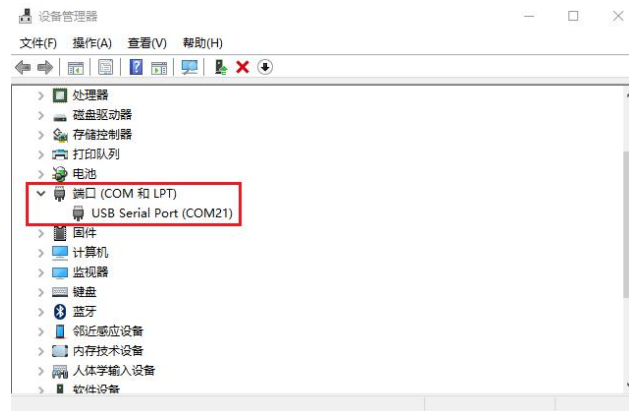 设备管理器
文件(F) 操作(A) 查看(V) 帮助(H)
处理器
磁盘驱动器
存储控制器
打印队列
电池
端口 (COM 和 LPT)
USB Serial Port (COM21)
固件
计算机
监视器
键盘
蓝牙
邻近感应设备
内存技术设备
人体学输入设备
软件设备